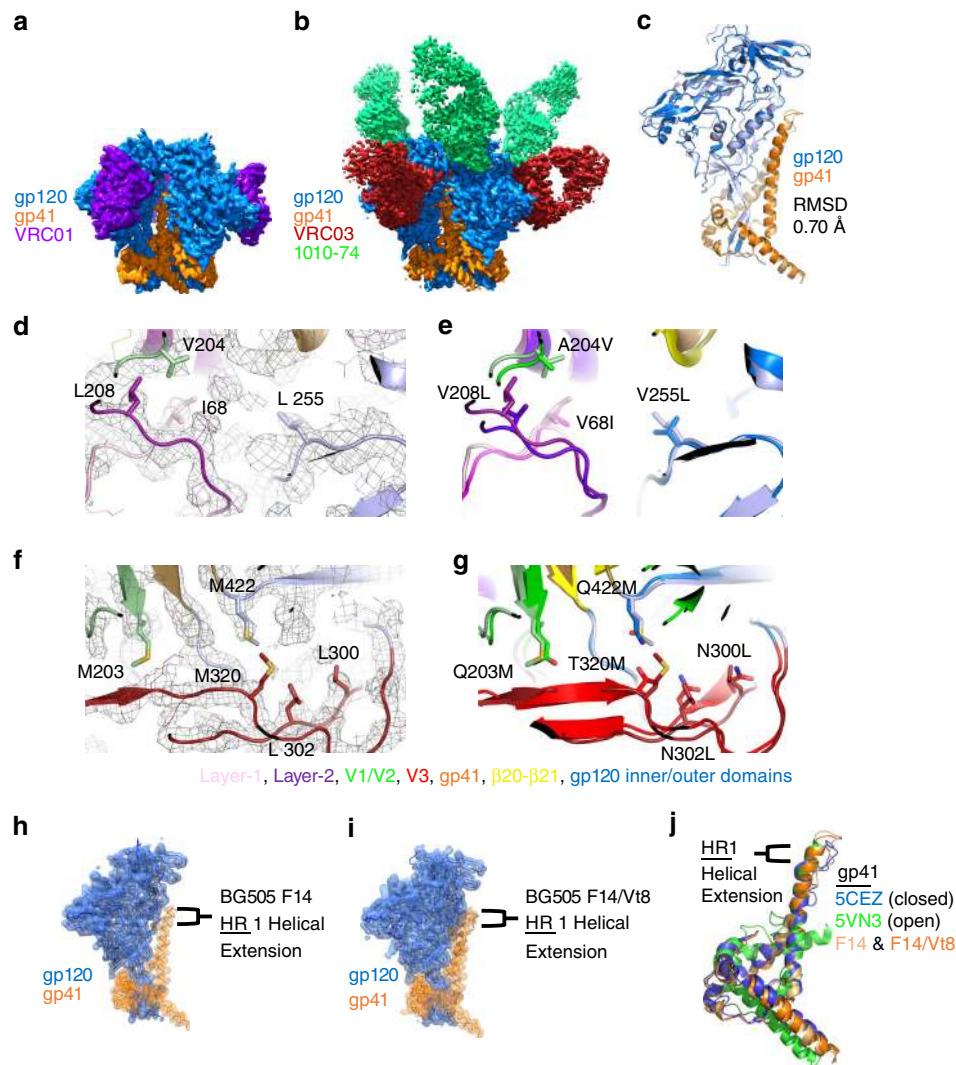 a
b
c
gp120
gp41
VRC01
gp120
gp41
VRC03
1010-74
gp120
gp41
RMSD
0.70 Å
d
e
V204
L208
I68
L 255
A204V
V208L
V68I
V255L
f
g
M422
M203
M320
L300
L 302
Q422M
Q203M
T320M
N300L
N302L
Layer-1, Layer-2, V1/V2, V3, gp41, β20-β21, gp120 inner/outer domains
h
i
j
BG505 F14
HR 1 Helical
Extension
gp120
gp41
BG505 F14/Vt8
HR 1 Helical
Extension
gp120
gp41
HR1
Helical
Extension
gp41
5CEZ (closed)
5VN3 (open)
F14 & F14/Vt8